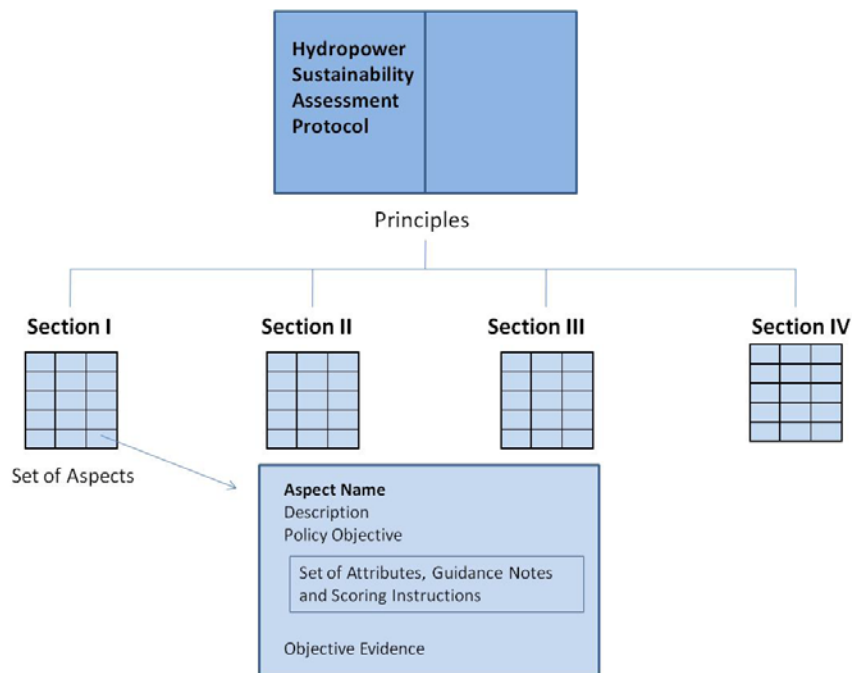 Hydropower
Sustainability
Assessment
Protocol
Principles
Section I
Section II
Section III
Section IV
Set of Aspects
Aspect Name
Description
Policy Objective
Set of Attributes, Guidance Notes
and Scoring Instructions
Objective Evidence